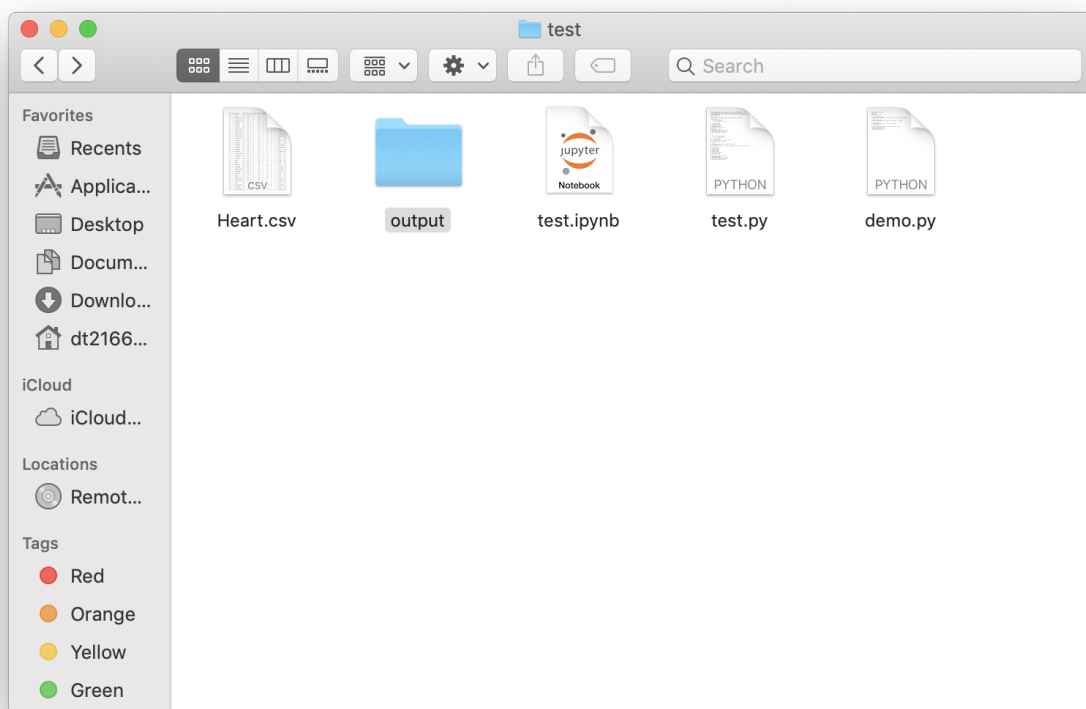 test
Search
Favorites
Recents
Applica...
Desktop
Docum...
Downlo...
dt2166...
iCloud
iCloud...
Locations
Remot...
Tags
Red
Orange
Yellow
Green
CSV
Heart.csv
output
jupyter
Notebook
test.ipynb
PYTHON
test.py
PYTHON
demo.py